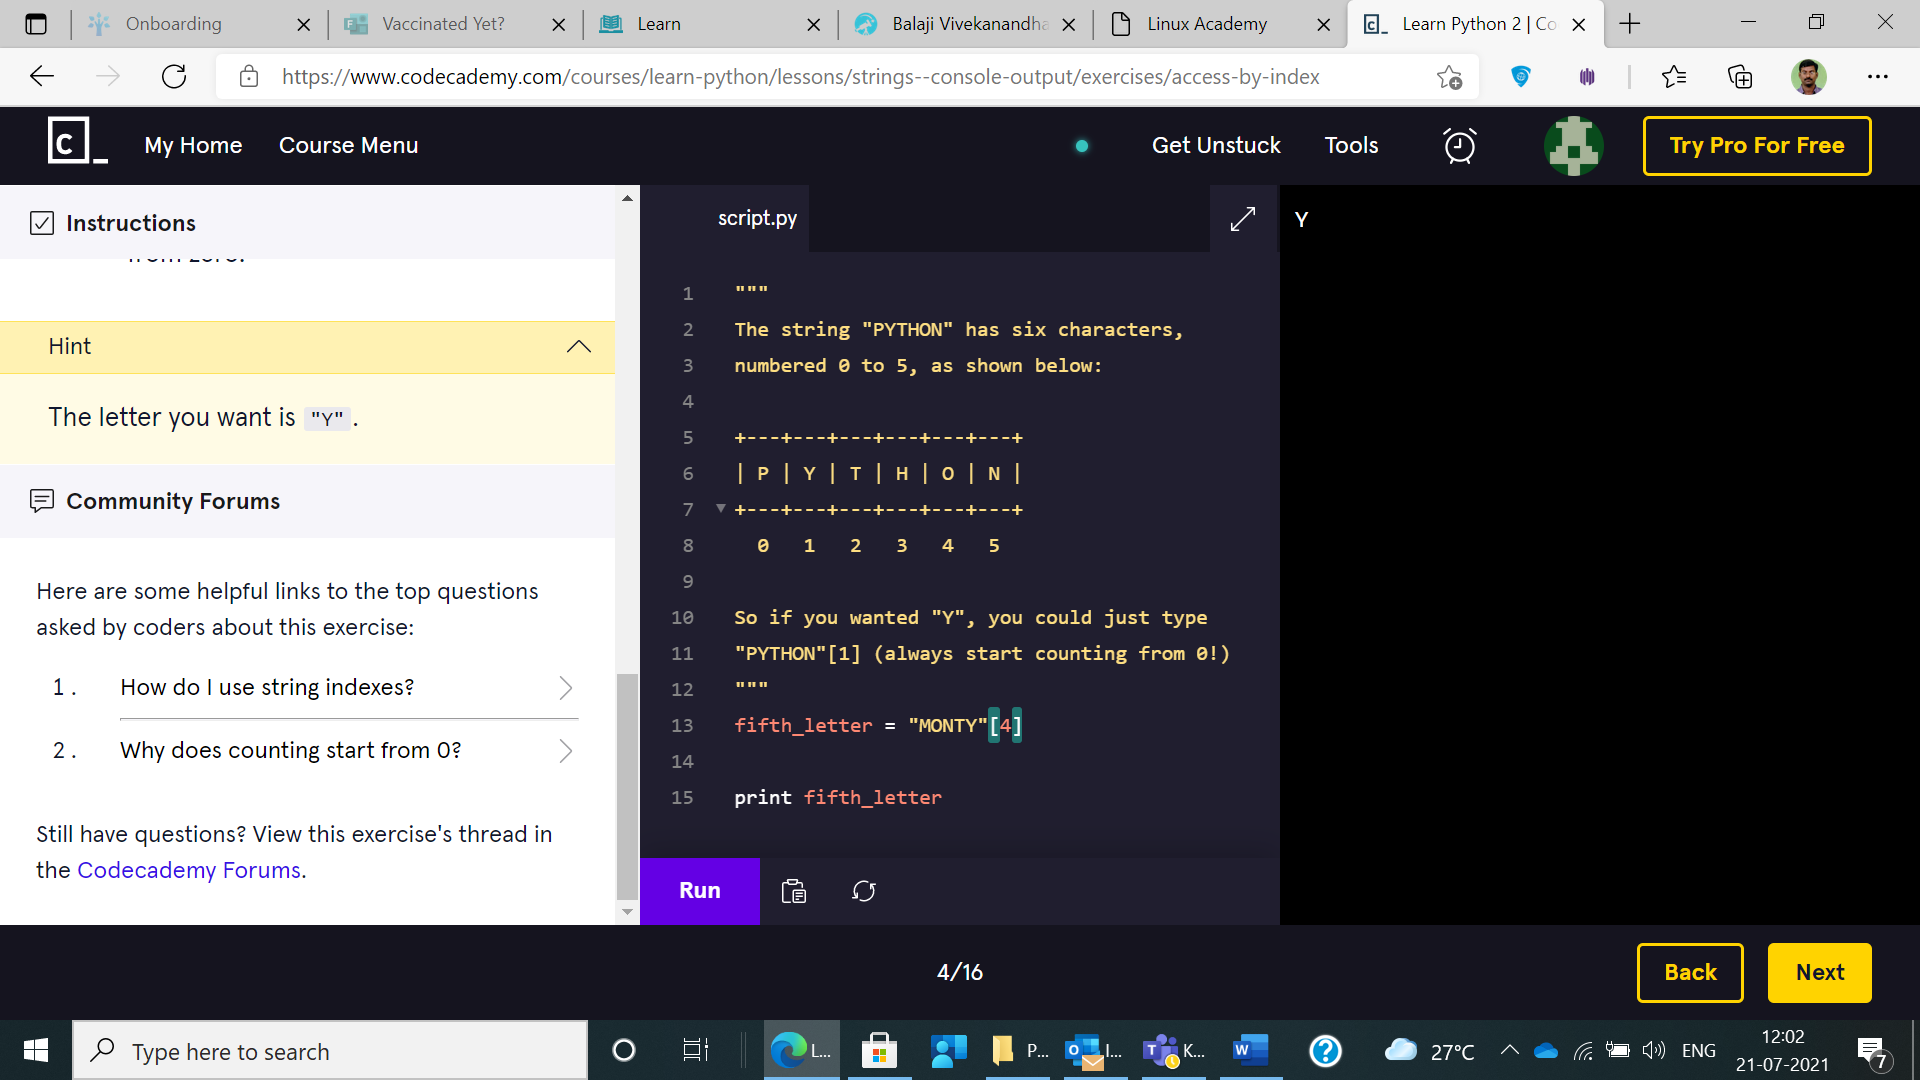 Onboarding
Vaccinated Yet?
Learn
Balaji Vivekanandha
Linux Academy
Learn Python 2 | Co
https://www.codecademy.com/courses/learn-python/lessons/strings--console-output/exercises/access-by-index
c_
My Home
Course Menu
Get Unstuck
Tools
Try Pro For Free
Instructions
from zero.
Hint
The letter you want is "Y".
Community Forums
Here are some helpful links to the top questions
asked by coders about this exercise:
1. How do I use string indexes?
2. Why does counting start from 0?
Still have questions? View this exercise's thread in
the Codecademy Forums.
script.py
1 """
2 The string "PYTHON" has six characters,
3 numbered 0 to 5, as shown below:
4
5 +---+---+---+---+---+---+
6 | P | Y | T | H | O | N |
7 +---+---+---+---+---+---+
8 0 1 2 3 4 5
9
10 So if you wanted "Y", you could just type
11 "PYTHON"[1] (always start counting from 0!)
12 """
13 fifth_letter = "MONTY"[4]
14
15 print fifth_letter
Run
Y
4/16
Back
Next
Type here to search
L...
P...
I...
K...
27°C
ENG
12:02
21-07-2021
7